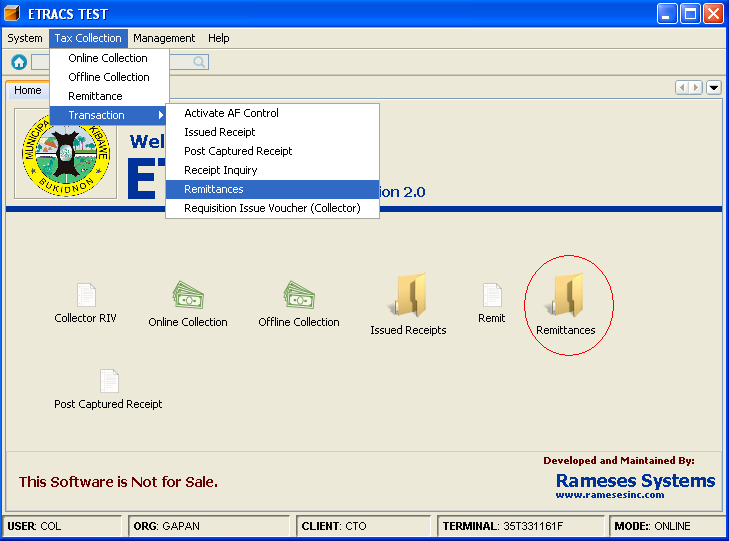 ETRACS TEST
System Tax Collection Management Help
Online Collection
Offline Collection
Remittance
Transaction
Home
Activate AF Control
Issued Receipt
Post Captured Receipt
Receipt Inquiry
Remittances
Requisition Issue Voucher (Collector)
KIBAWE
BUKIDNON
Wel
ET
ion 2.0
Collector RIV
Online Collection
Offline Collection
Issued Receipts
Remit
Remittances
Post Captured Receipt
This Software is Not for Sale.
Developed and Maintained By:
Rameses Systems
www.ramesesinc.com
USER: COL ORG: GAPAN CLIENT: CTO TERMINAL: 35T331161F MODE: ONLINE